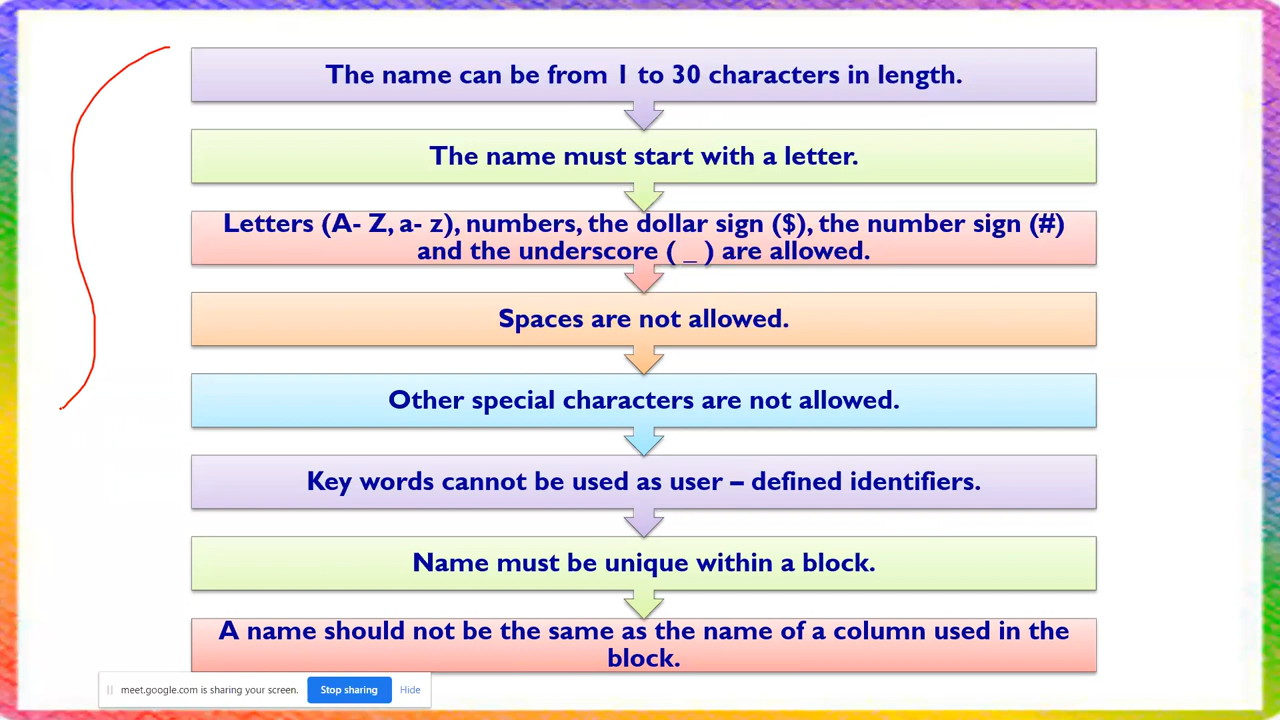 The name can be from 1 to 30 characters in length.
The name must start with a letter.
Letters (A- Z, a- z), numbers, the dollar sign ($), the number sign (#)
and the underscore ( _ ) are allowed.
Spaces are not allowed.
Other special characters are not allowed.
Key words cannot be used as user – defined identifiers.
Name must be unique within a block.
A name should not be the same as the name of a column used in the
block.
meet.google.com is sharing your screen. Stop sharing Hide